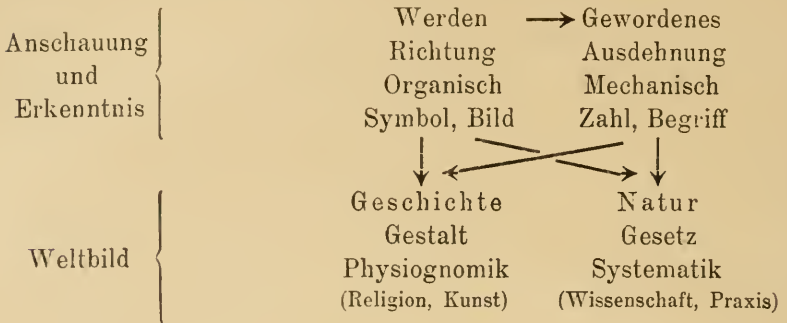 Werden → Gewordenes
Anschauung
Richtung Ausdehnung
und
Organisch Mechanisch
Erkenntnis
Symbol, Bild Zahl, Begriff
Geschichte Natur
Gestalt Gesetz
Weltbild
Physiognomik Systematik
(Religion, Kunst) (Wissenschaft, Praxis)